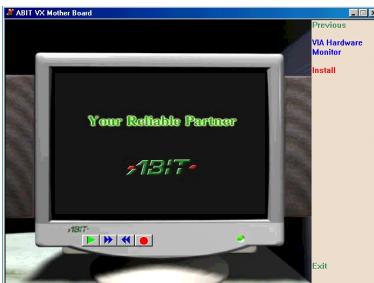 ABIT VX Mother Board
Previous
VIA Hardware
Monitor
Install
Your Reliable Partner
ABIT
ABIT
Exit